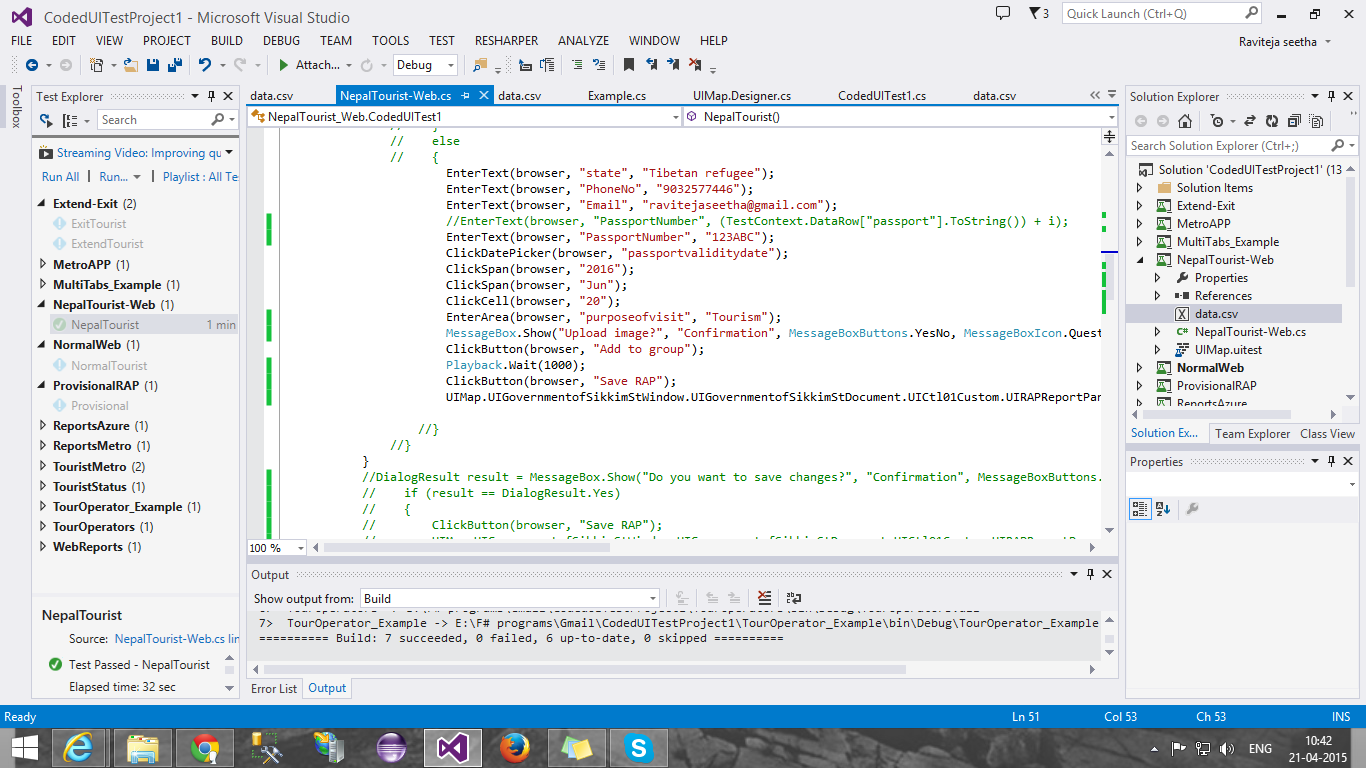 CodedUITestProject1 - Microsoft Visual Studio
3
Quick Launch (Ctrl+Q)
FILE EDIT VIEW PROJECT BUILD DEBUG TEAM TOOLS TEST RESHARPER ANALYZE WINDOW HELP
Raviteja seetha
Attach...
Debug
Toolbox
Test Explorer
Search
Streaming Video: Improving qu
Run All | Run... | Playlist : All Te
Extend-Exit (2)
ExitTourist
ExtendTourist
MetroAPP (1)
MultiTabs_Example (1)
NepalTourist-Web (1)
NepalTourist 1 min
NormalWeb (1)
NormalTourist
ProvisionalRAP (1)
Provisional
ReportsAzure (1)
ReportsMetro (1)
TouristMetro (2)
TouristStatus (1)
TourOperator_Example (1)
TourOperators (1)
WebReports (1)
NepalTourist
Source: NepalTourist-Web.cs lin
Test Passed - NepalTourist
Elapsed time: 32 sec
data.csv NepalTourist-Web.cs data.csv Example.cs UIMap.Designer.cs CodedUITest1.cs data.csv
NepalTourist_Web.CodedUITest1
NepalTourist()
// }
// else
// {
EnterText(browser, "state", "Tibetan refugee");
EnterText(browser, "PhoneNo", "9032577446");
EnterText(browser, "Email", "ravitejaseetha@gmail.com");
//EnterText(browser, "PassportNumber", (TestContext.DataRow["passport"].ToString()) + i);
EnterText(browser, "PassportNumber", "123ABC");
ClickDatePicker(browser, "passportvaliditydate");
ClickSpan(browser, "2016");
ClickSpan(browser, "Jun");
ClickCell(browser, "20");
EnterArea(browser, "purposeofvisit", "Tourism");
MessageBox.Show("Upload image?", "Confirmation", MessageBoxButtons.YesNo, MessageBoxIcon.Quest
ClickButton(browser, "Add to group");
Playback.Wait(1000);
ClickButton(browser, "Save RAP");
UIMap.UIGovernmentofSikkimStWindow.UIGovernmentofSikkimStDocument.UICtl01Custom.UIRAPReportPar
//}
//}
}
//DialogResult result = MessageBox.Show("Do you want to save changes?", "Confirmation", MessageBoxButtons.
// if (result == DialogResult.Yes)
// {
// ClickButton(browser, "Save RAP");
100 %
Output
Show output from: Build
7> TourOperator_Example -> E:\F# programs\Gmail\CodedUITestProject1\TourOperator_Example\bin\Debug\TourOperator_Example
========== Build: 7 succeeded, 0 failed, 6 up-to-date, 0 skipped ==========
Error List Output
Solution Explorer
Search Solution Explorer (Ctrl+;)
Solution 'CodedUITestProject1' (13
Solution Items
Extend-Exit
MetroAPP
MultiTabs_Example
NepalTourist-Web
Properties
References
data.csv
NepalTourist-Web.cs
UIMap.uitest
NormalWeb
ProvisionalRAP
ReportsAzure
Solution Ex... Team Explorer Class View
Properties
Ready
Ln 51 Col 53 Ch 53 INS
ENG
10:42
21-04-2015